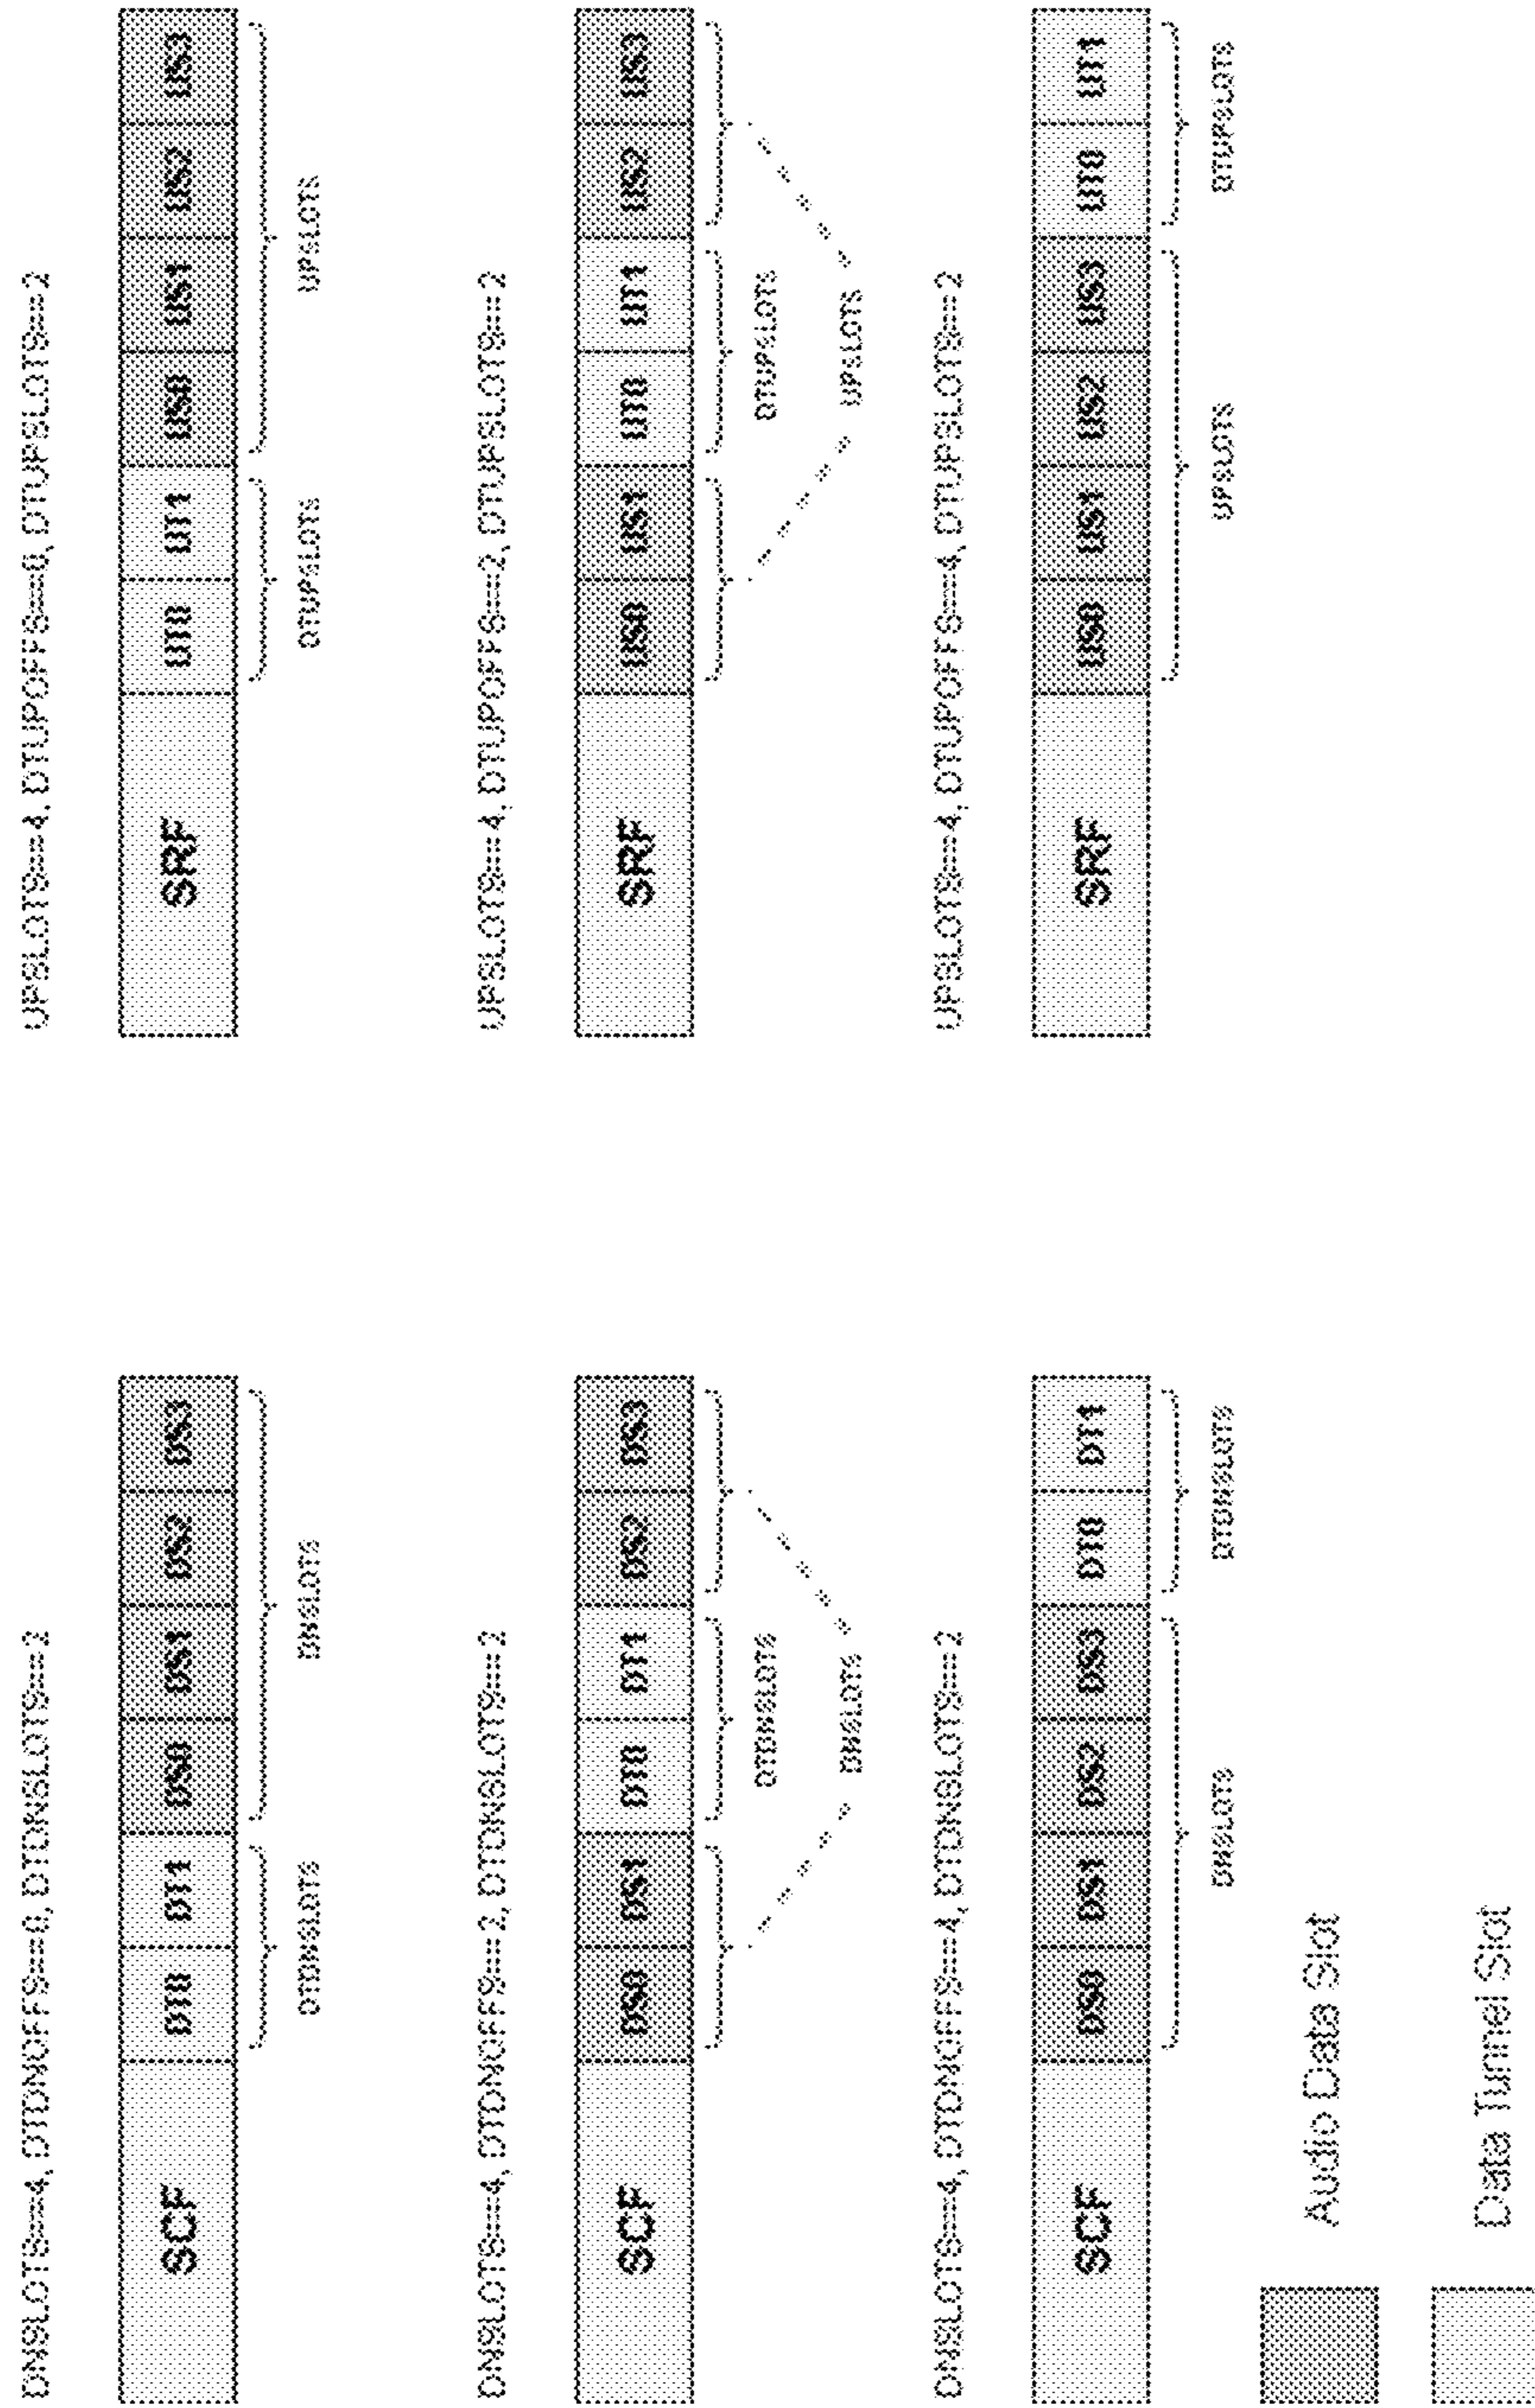 DNSLOTS==4, DTDNOFFS==0, DTDNSLOTS==2
SCF DT0 DT1 DS0 DS1 DS2 DS3
DTDNSLOTS DNSLOTS
UPSLOTS==4, DTUPOFFS==0, DTUPSLOTS==2
SRF UT0 UT1 US0 US1 US2 US3
DTUPSLOTS UPSLOTS
DNSLOTS==4, DTDNOFFS==2, DTDNSLOTS==2
SCF DS0 DS1 DT0 DT1 DS2 DS3
DTDNSLOTS
DNSLOTS
UPSLOTS==4, DTUPOFFS==2, DTUPSLOTS==2
SRF US0 US1 UT0 UT1 US2 US3
DTUPSLOTS
UPSLOTS
DNSLOTS==4, DTDNOFFS==4, DTDNSLOTS==2
SCF DS0 DS1 DS2 DS3 DT0 DT1
DNSLOTS DTDNSLOTS
UPSLOTS==4, DTUPOFFS==4, DTUPSLOTS==2
SRF US0 US1 US2 US3 UT0 UT1
UPSLOTS DTUPSLOTS
Audio Data Slot
Data Tunnel Slot